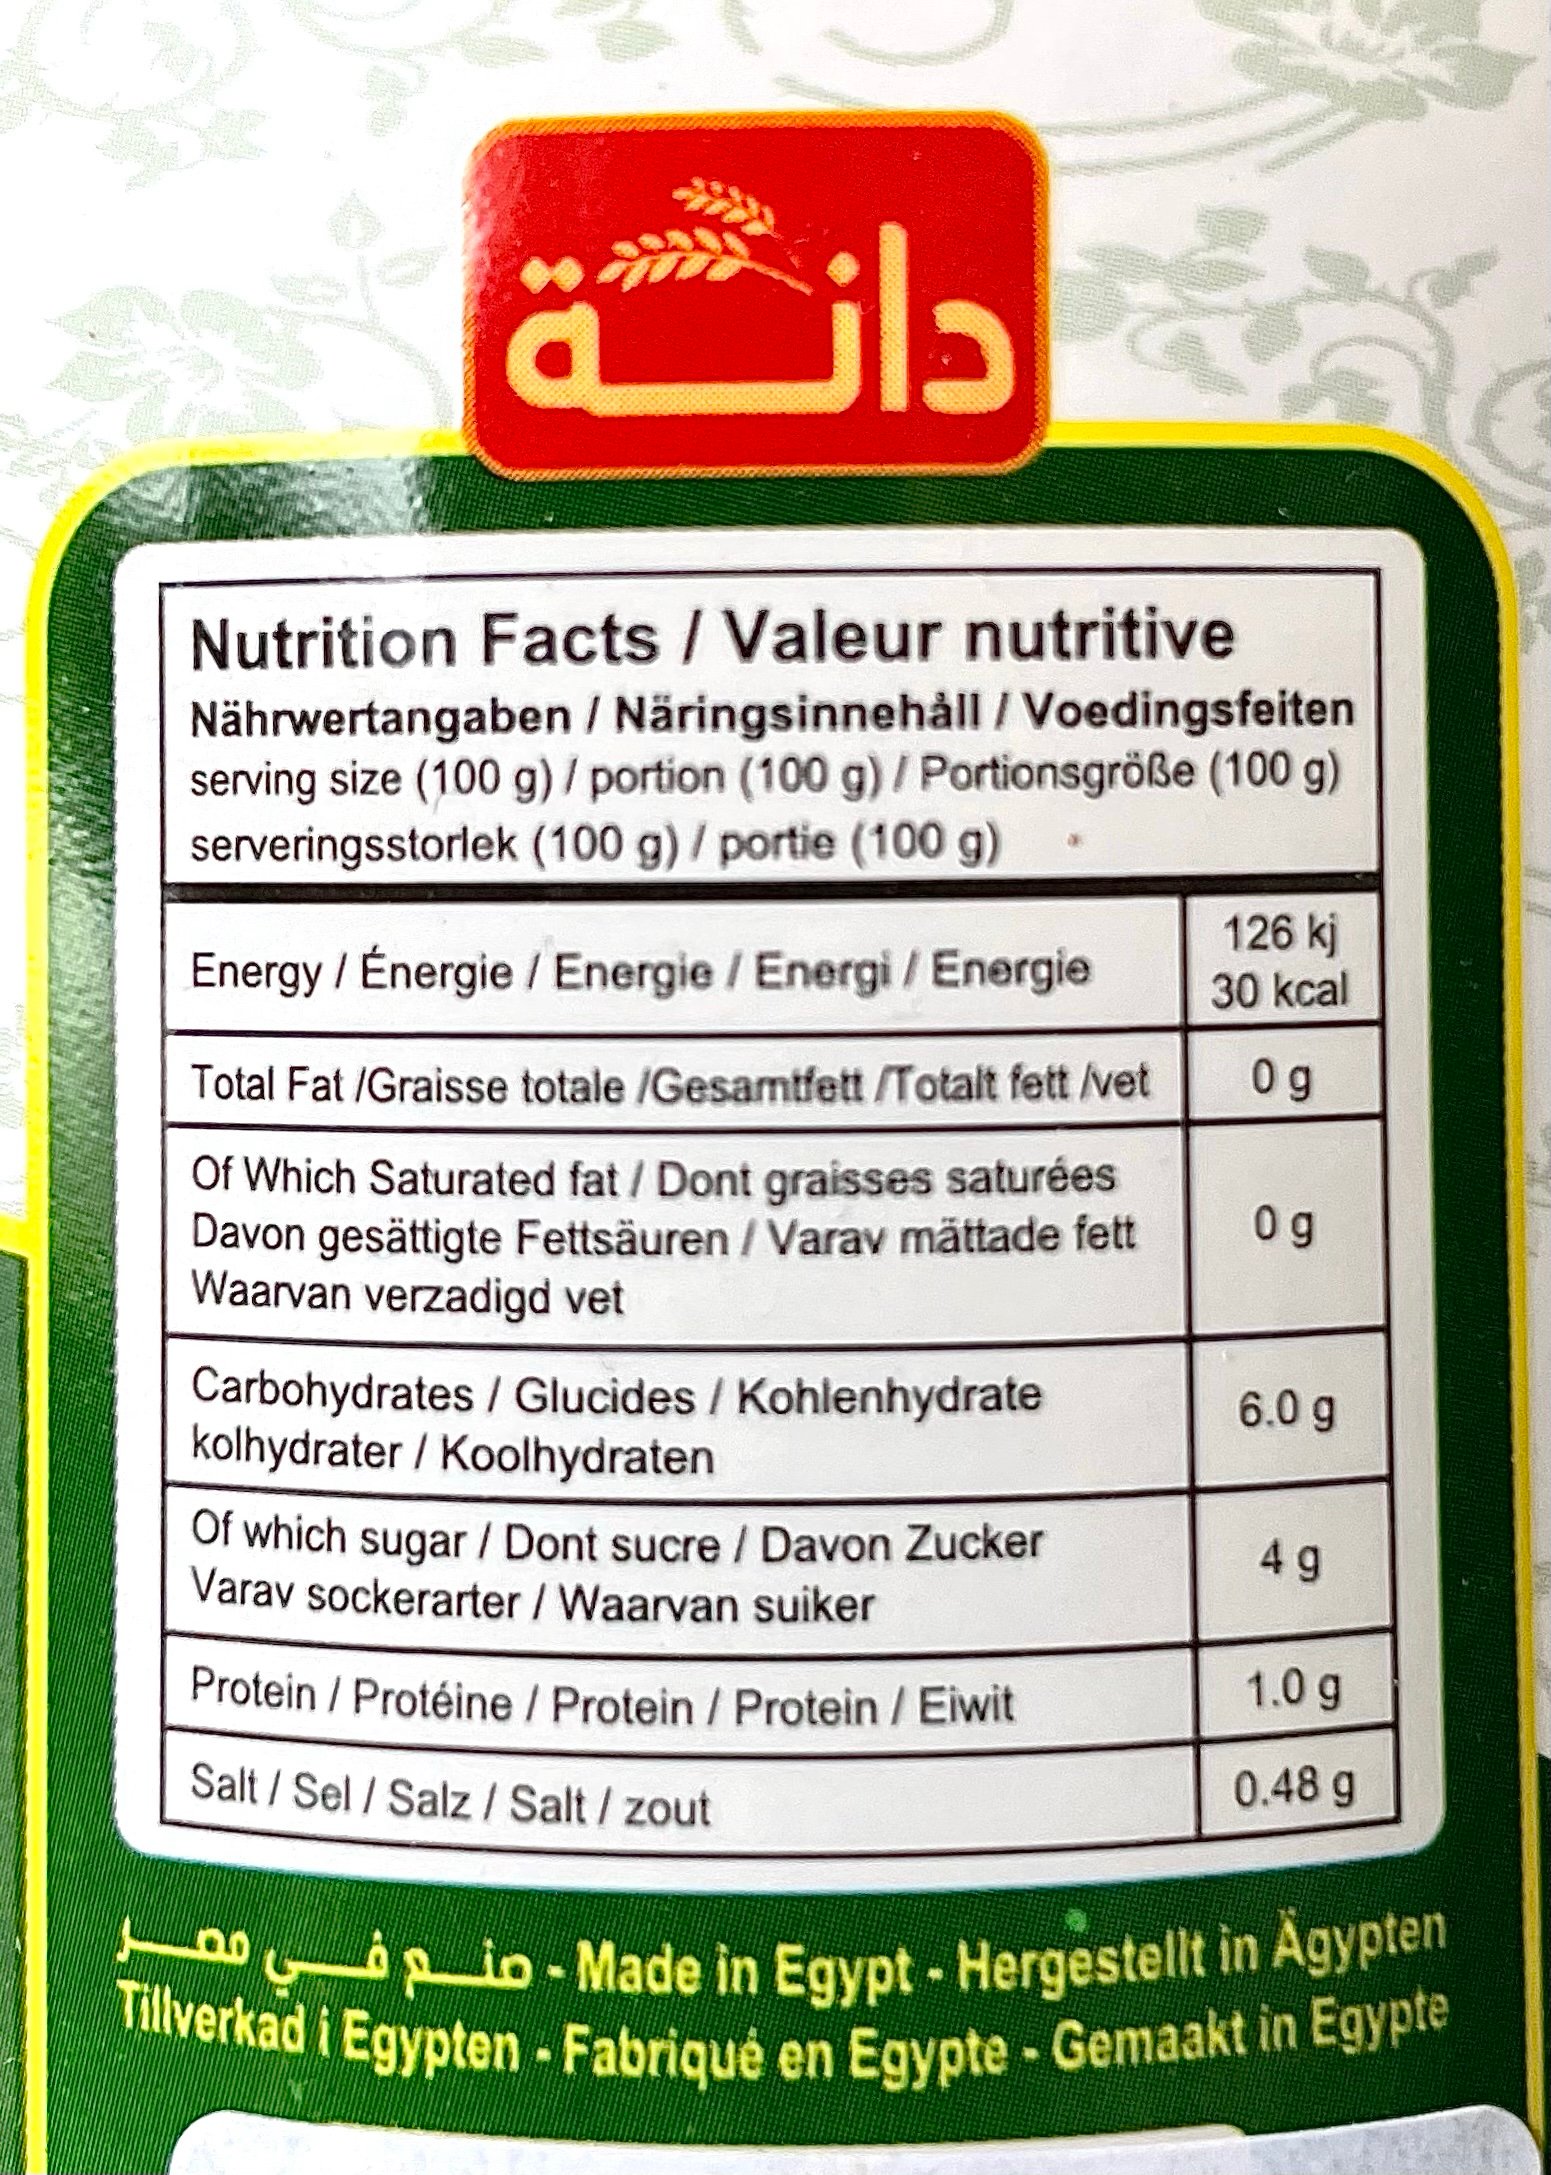 دانة
Nutrition Facts / Valeur nutritive
Nährwertangaben / Näringsinnehåll / Voedingsfeiten
serving size (100 g) / portion (100 g) / Portionsgröße (100 g)
serveringsstorlek (100 g) / portie (100 g)
Energy / Énergie / Energie / Energi / Energie
126 kj
30 kcal
Total Fat /Graisse totale /Gesamtfett /Totalt fett /vet
0 g
Of Which Saturated fat / Dont graisses saturées
Davon gesättigte Fettsäuren / Varav mättade fett
Waarvan verzadigd vet
0 g
Carbohydrates / Glucides / Kohlenhydrate
kolhydrater / Koolhydraten
6.0 g
Of which sugar / Dont sucre / Davon Zucker
Varav sockerarter / Waarvan suiker
4 g
Protein / Protéine / Protein / Protein / Eiwit
1.0 g
Salt / Sel / Salz / Salt / zout
0.48 g
صنع في مصر - Made in Egypt - Hergestellt in Ägypten
Tillverkad i Egypten - Fabriqué en Egypte - Gemaakt in Egypte